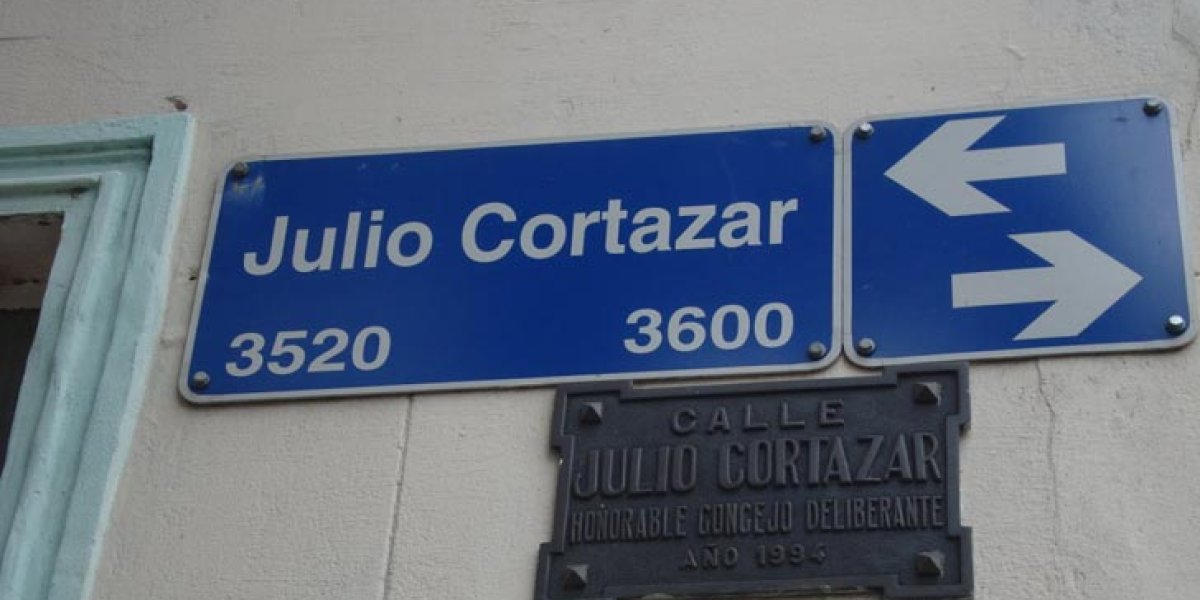 Julio Cortazar
3520 3600
CALLE
JULIO CORTAZAR
HONORABLE CONCEJO DELIBERANTE
AÑO 1994